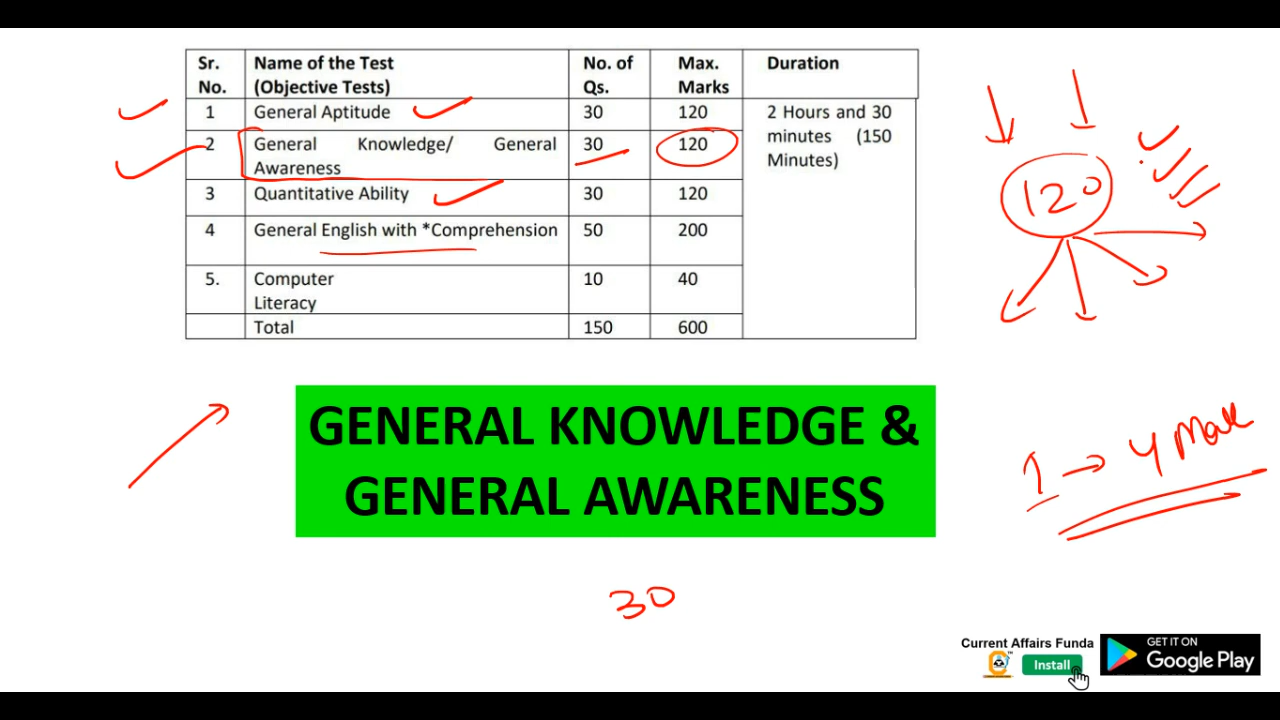 Sr. No. Name of the Test (Objective Tests) No. of Qs. Max. Marks Duration
1 General Aptitude 30 120 2 Hours and 30 minutes (150 Minutes)
2 General Knowledge/ General Awareness 30 120
3 Quantitative Ability 30 120
4 General English with *Comprehension 50 200
5. Computer Literacy 10 40
Total 150 600
120
GENERAL KNOWLEDGE &
GENERAL AWARENESS
1 → 4 Mark
30
Current Affairs Funda
Install
GET IT ON
Google Play